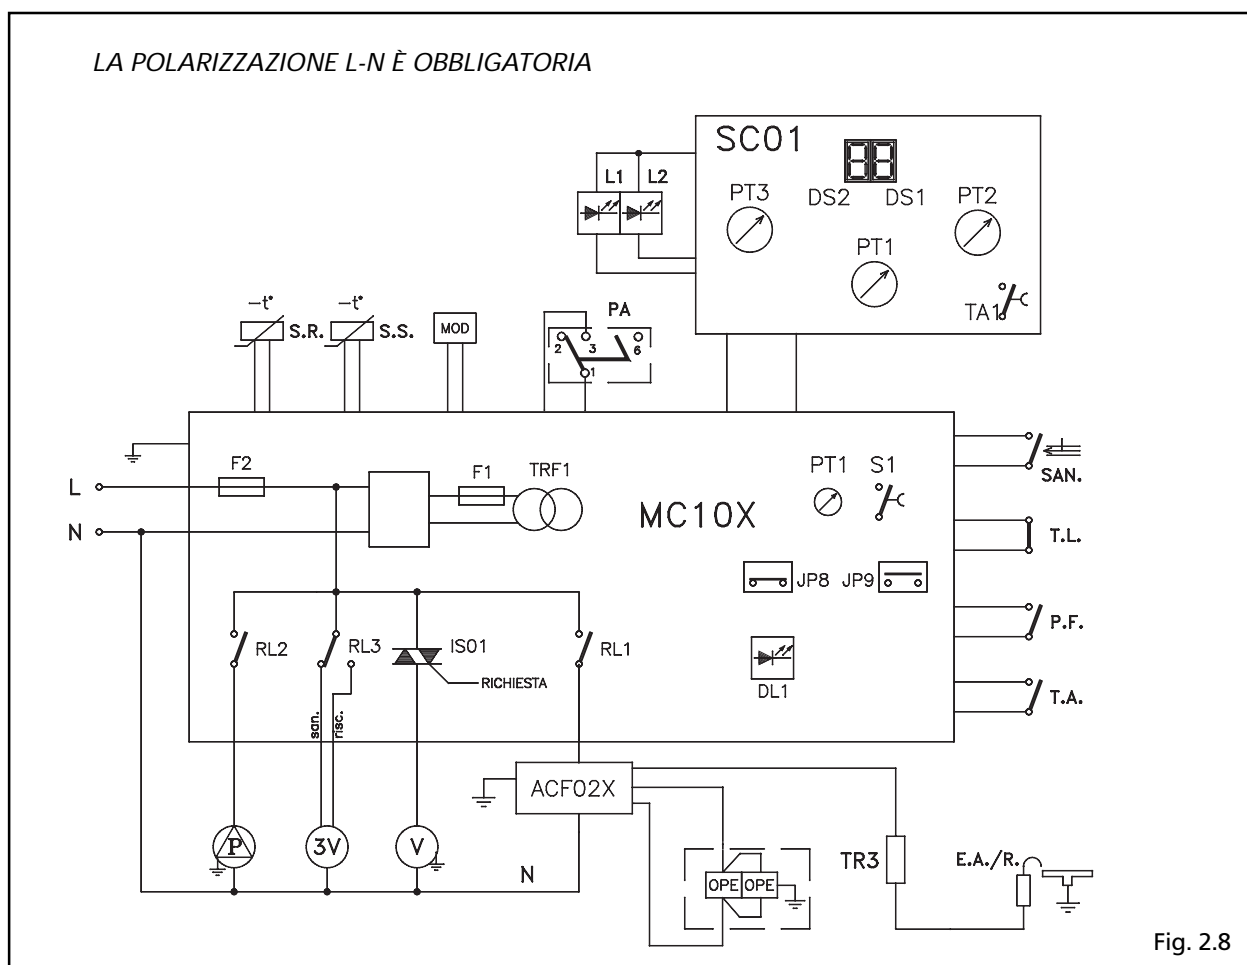 LA POLARIZZAZIONE L-N È OBBLIGATORIA
SC01
L1 L2
PT3
DS2 DS1
PT2
PT1
TA1
-t°
S.R.
-t°
S.S.
MOD
PA
2 3 6
1
SAN.
T.L.
P.F.
T.A.
L
N
F2
F1
TRF1
MC10X
PT1 S1
JP8 JP9
DL1
RL2
RL3
IS01
RICHIESTA
RL1
san.
risc.
ACF02X
P
3V
V
N
OPE OPE
TR3
E.A./R.
Fig. 2.8